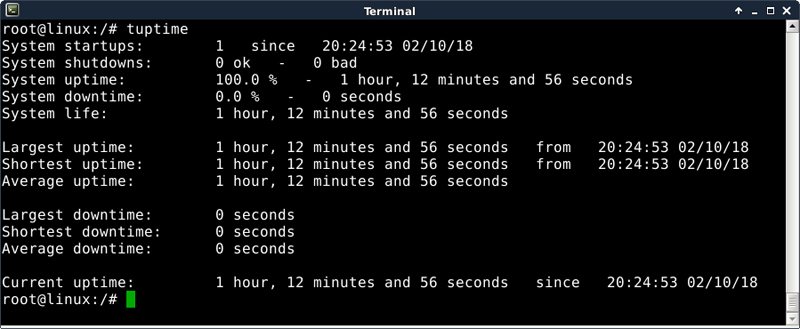 Terminal
root@linux:/# tuptime
System startups:         1   since   20:24:53 02/10/18
System shutdowns:        0 ok   -   0 bad
System uptime:           100.0 %   -   1 hour, 12 minutes and 56 seconds
System downtime:         0.0 %   -   0 seconds
System life:             1 hour, 12 minutes and 56 seconds

Largest uptime:          1 hour, 12 minutes and 56 seconds   from   20:24:53 02/10/18
Shortest uptime:         1 hour, 12 minutes and 56 seconds   from   20:24:53 02/10/18
Average uptime:          1 hour, 12 minutes and 56 seconds

Largest downtime:        0 seconds
Shortest downtime:       0 seconds
Average downtime:        0 seconds

Current uptime:          1 hour, 12 minutes and 56 seconds   since   20:24:53 02/10/18
root@linux:/#